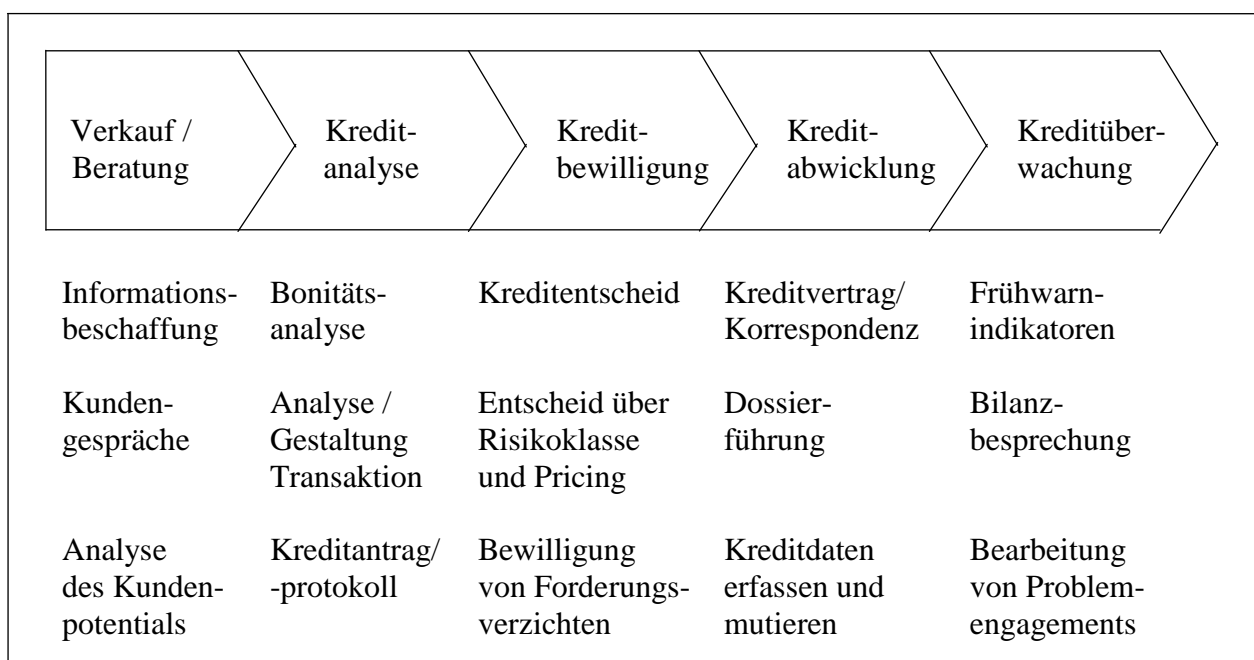 Verkauf /
Beratung
Kredit-
analyse
Kredit-
bewilligung
Kredit-
abwicklung
Kreditüber-
wachung
Informations-
beschaffung
Bonitäts-
analyse
Kreditentscheid
Kreditvertrag/
Korrespondenz
Frühwarn-
indikatoren
Kunden-
gespräche
Analyse /
Gestaltung
Transaktion
Entscheid über
Risikoklasse
und Pricing
Dossier-
führung
Bilanz-
besprechung
Analyse
des Kunden-
potentials
Kreditantrag/
-protokoll
Bewilligung
von Forderungs-
verzichten
Kreditdaten
erfassen und
mutieren
Bearbeitung
von Problem-
engagements